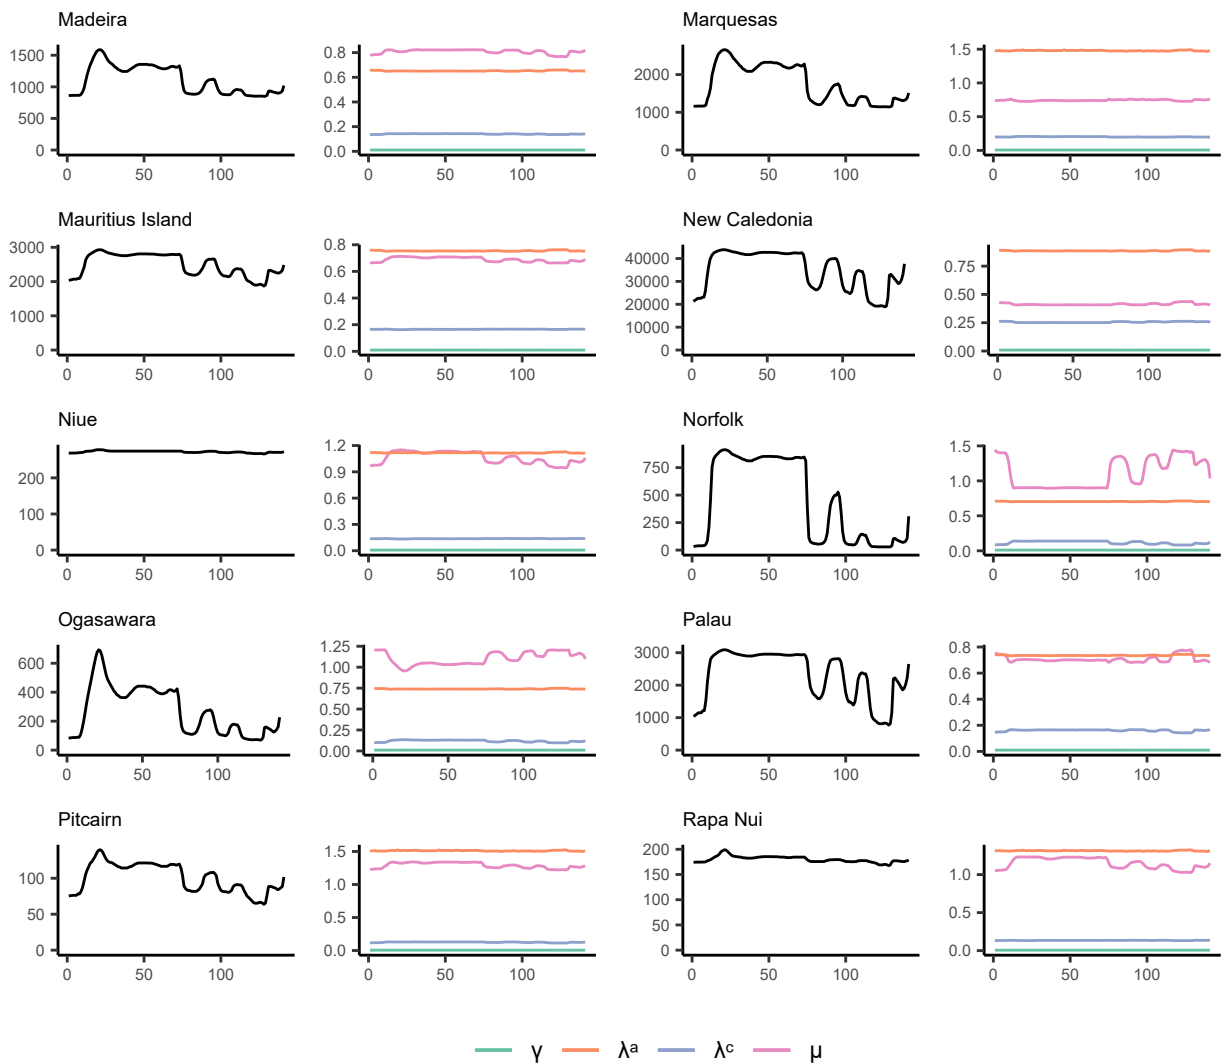 Madeira
Marquesas
1500
1000
500
0
0 50 100
0.8
0.6
0.4
0.2
0.0
0 50 100
2000
1000
0
0 50 100
1.5
1.0
0.5
0.0
0 50 100
Mauritius Island
New Caledonia
3000
2000
1000
0
0 50 100
0.8
0.6
0.4
0.2
0.0
0 50 100
40000
30000
20000
10000
0
0 50 100
0.75
0.50
0.25
0.00
0 50 100
Niue
Norfolk
200
100
0
0 50 100
1.2
0.9
0.6
0.3
0.0
0 50 100
750
500
250
0
0 50 100
1.5
1.0
0.5
0.0
0 50 100
Ogasawara
Palau
600
400
200
0
0 50 100
1.25
1.00
0.75
0.50
0.25
0.00
0 50 100
3000
2000
1000
0
0 50 100
0.8
0.6
0.4
0.2
0.0
0 50 100
Pitcairn
Rapa Nui
100
50
0
0 50 100
1.5
1.0
0.5
0.0
0 50 100
200
150
100
50
0
0 50 100
1.0
0.5
0.0
0 50 100
γ λᵃ λᶜ μ